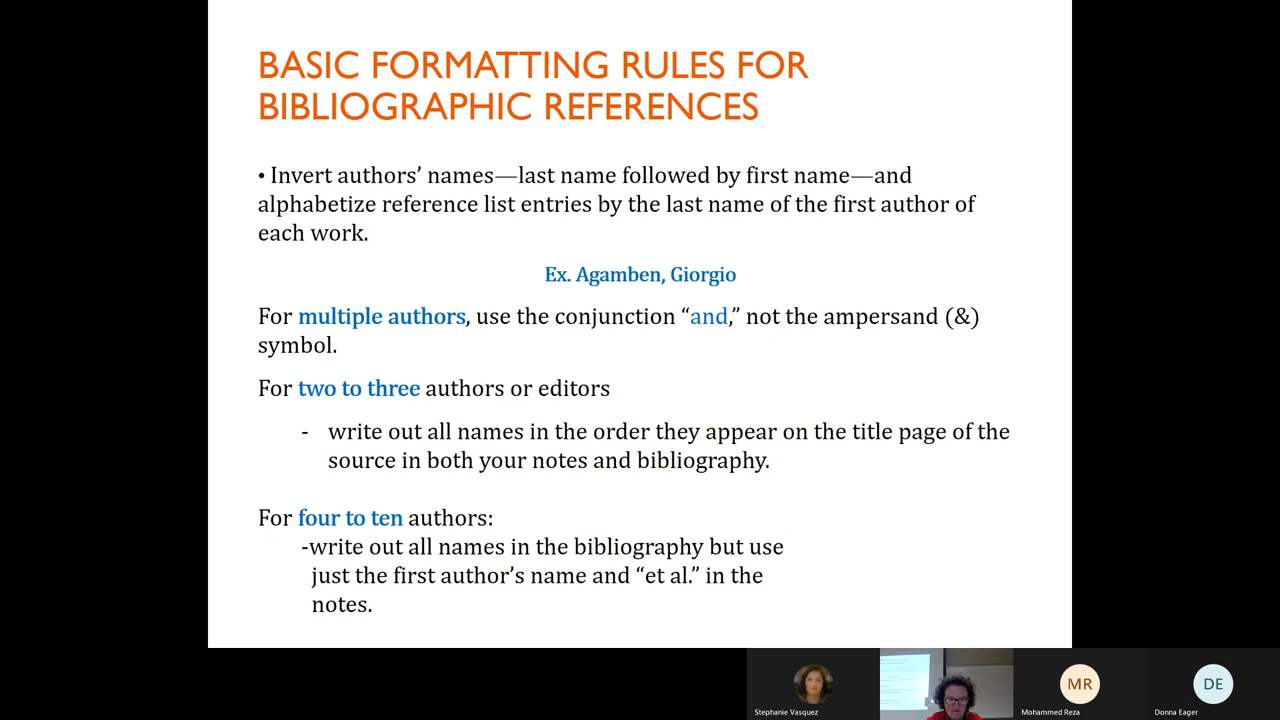 BASIC FORMATTING RULES FOR
BIBLIOGRAPHIC REFERENCES
• Invert authors’ names—last name followed by first name—and
alphabetize reference list entries by the last name of the first author of
each work.
Ex. Agamben, Giorgio
For multiple authors, use the conjunction “and,” not the ampersand (&)
symbol.
For two to three authors or editors
- write out all names in the order they appear on the title page of the
source in both your notes and bibliography.
For four to ten authors:
-write out all names in the bibliography but use
just the first author’s name and “et al.” in the
notes.
MR
DE
Stephanie Vasquez
Mohammed Reza
Donna Eager